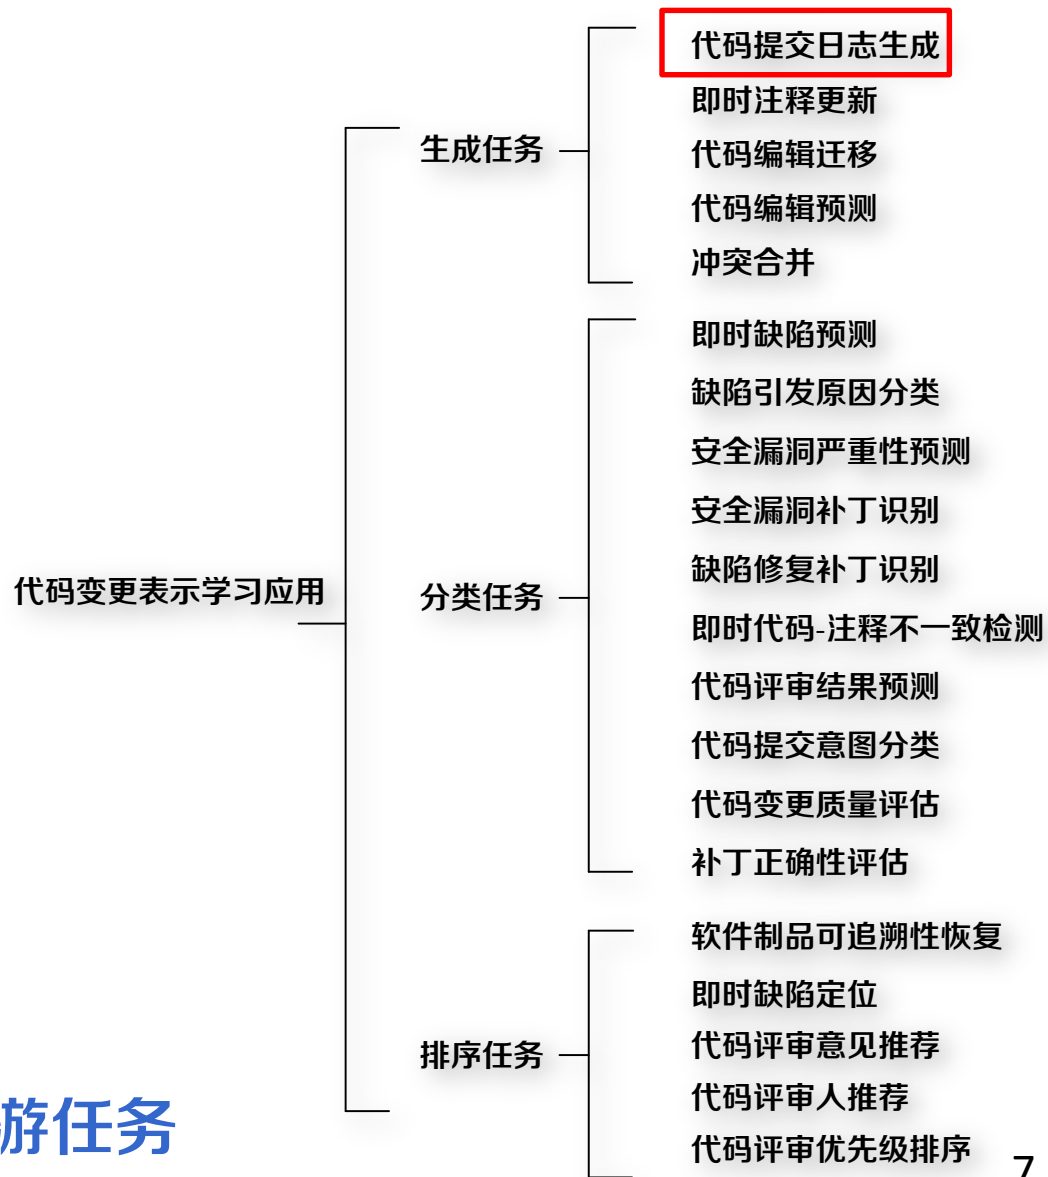 代码提交日志生成
即时注释更新
生成任务
代码编辑迁移
代码编辑预测
冲突合并
即时缺陷预测
缺陷引发原因分类
安全漏洞严重性预测
安全漏洞补丁识别
缺陷修复补丁识别
代码变更表示学习应用
分类任务
即时代码-注释不一致检测
代码评审结果预测
代码提交意图分类
代码变更质量评估
补丁正确性评估
软件制品可追溯性恢复
即时缺陷定位
排序任务
代码评审意见推荐
代码评审人推荐
代码评审优先级排序
游任务
7